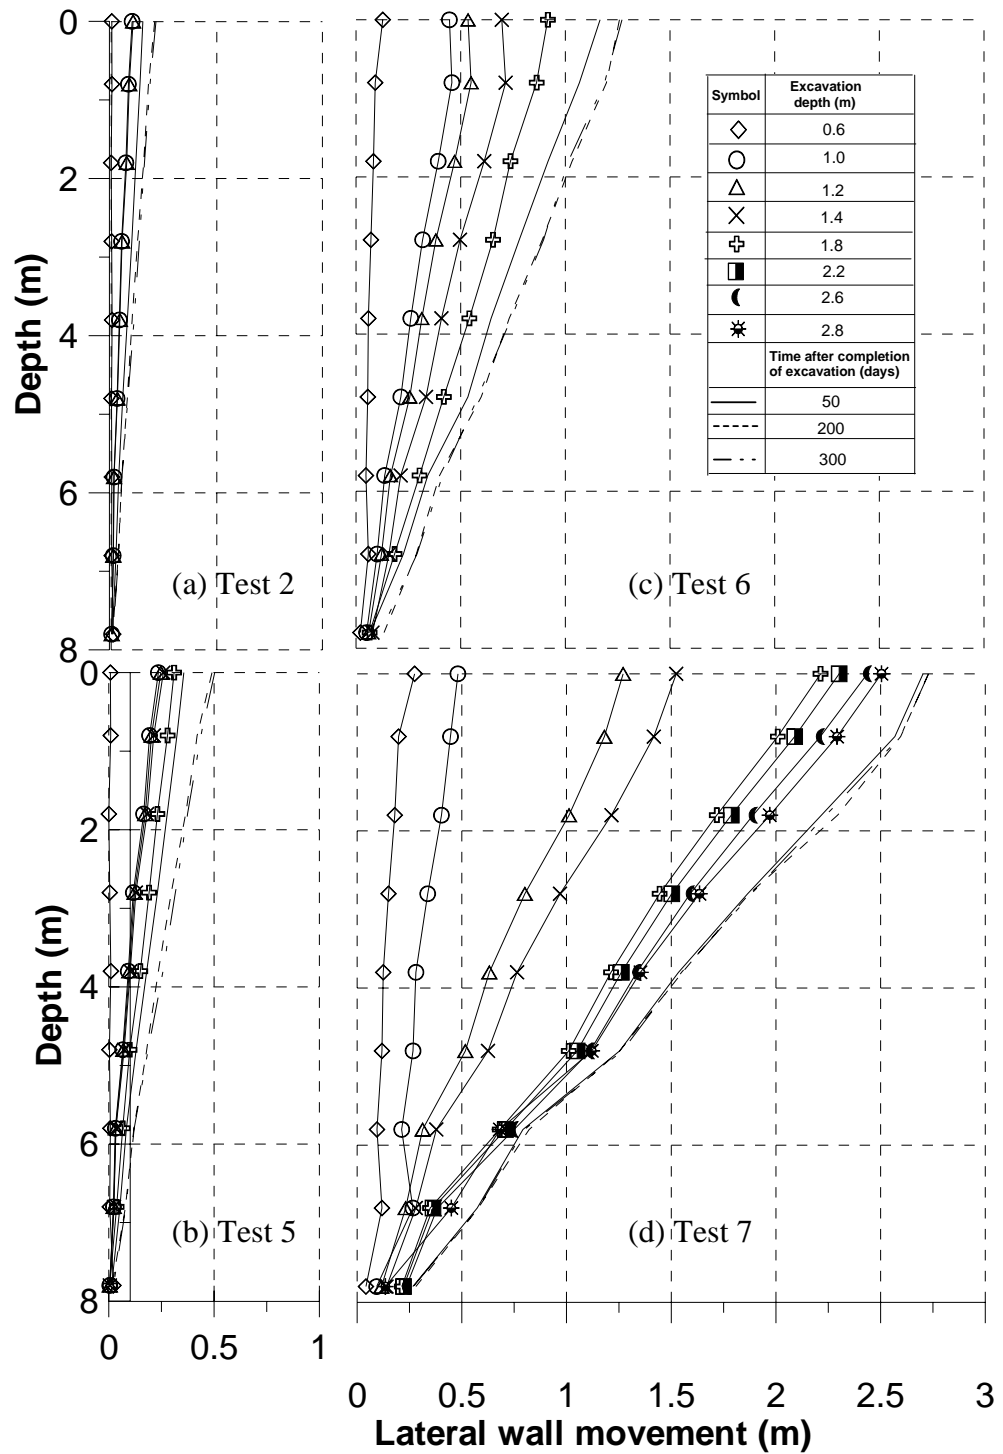 0
2
4
6
8
Depth (m)
(a) Test 2
(c) Test 6
Symbol
Excavation
depth (m)
0.6
1.0
1.2
1.4
1.8
2.2
2.6
2.8
Time after completion
of excavation (days)
50
200
300
0
2
4
6
8
Depth (m)
(b) Test 5
(d) Test 7
0 0.5 1
0 0.5 1 1.5 2 2.5 3
Lateral wall movement (m)